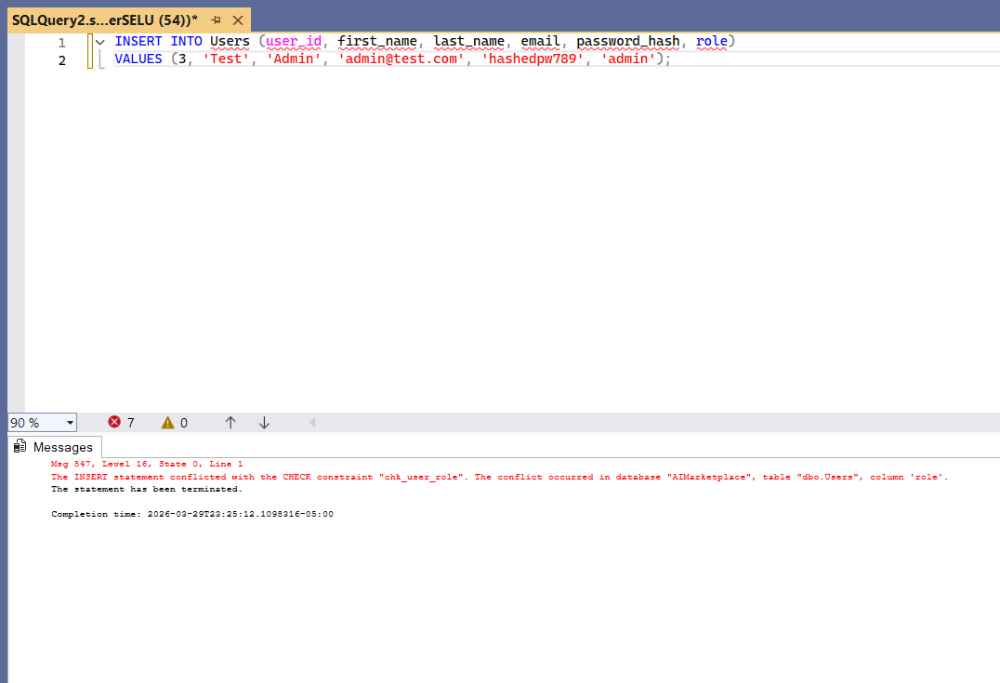 SQLQuery2.s...erSELU (54))*
1 INSERT INTO Users (user_id, first_name, last_name, email, password_hash, role)
2 VALUES (3, 'Test', 'Admin', 'admin@test.com', 'hashedpw789', 'admin');
90 % 7 0
Messages
Msg 547, Level 16, State 0, Line 1
The INSERT statement conflicted with the CHECK constraint "chk_user_role". The conflict occurred in database "AIMarketplace", table "dbo.Users", column 'role'.
The statement has been terminated.
Completion time: 2026-03-29T23:25:12.1098316-05:00